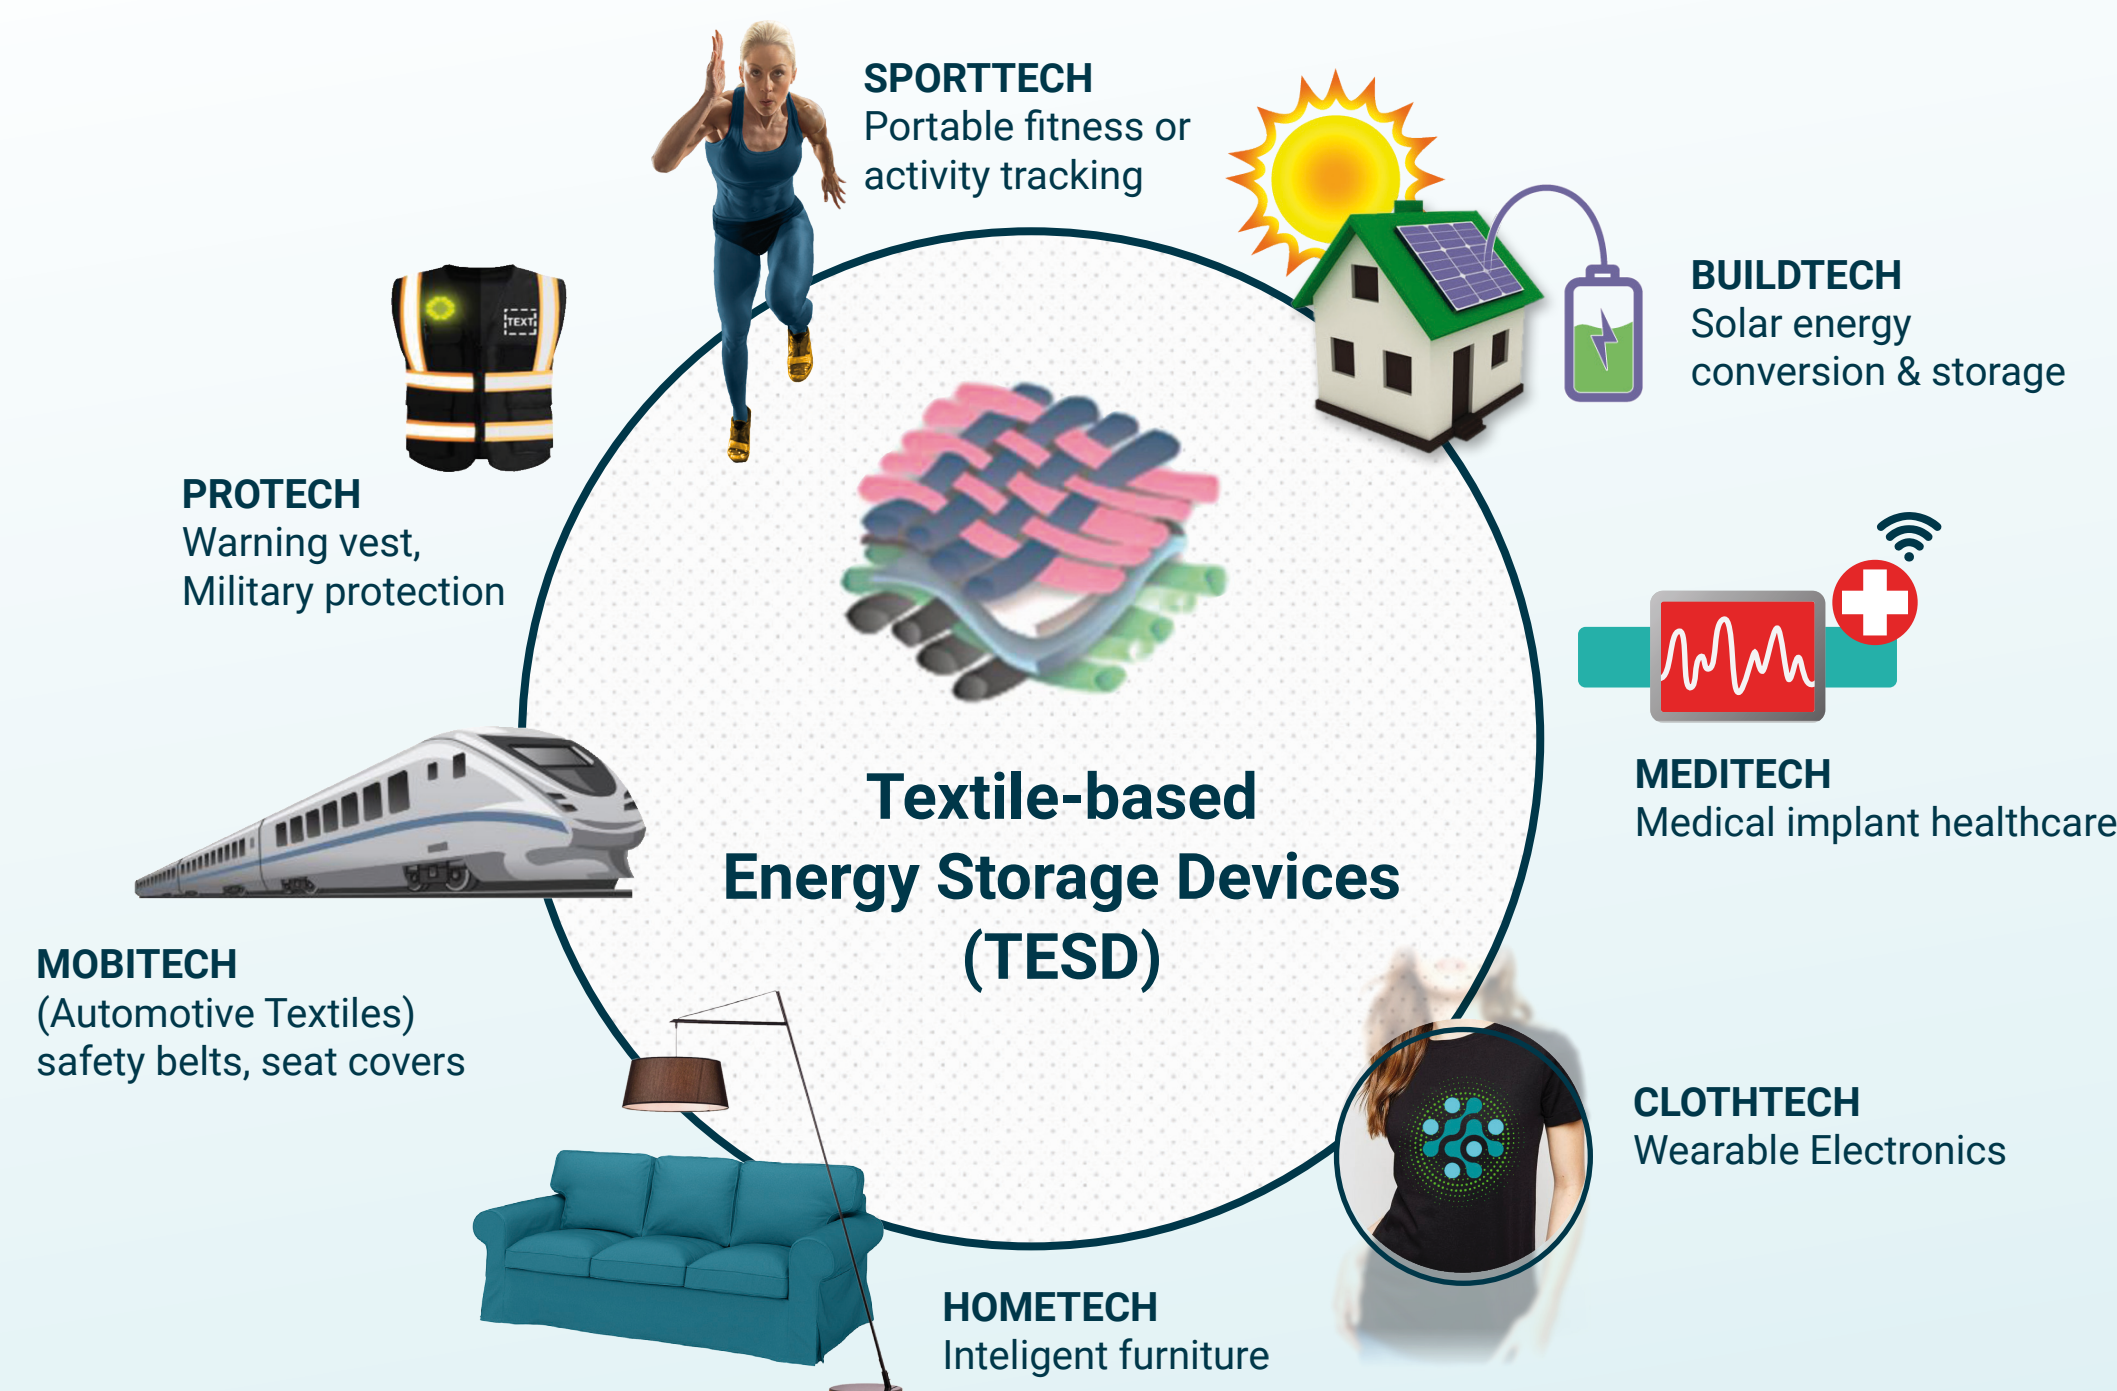 SPORTTECH
Portable fitness or
activity tracking
BUILDTECH
Solar energy
conversion & storage
TEXT
PROTECH
Warning vest,
Military protection
MEDITECH
Medical implant healthcare
Textile-based
Energy Storage Devices
(TESD)
MOBITECH
(Automotive Textiles)
safety belts, seat covers
CLOTHTECH
Wearable Electronics
HOMETECH
Inteligent furniture